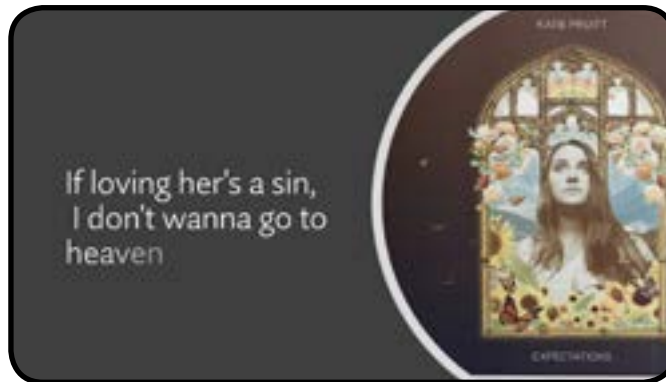 If loving her's a sin,
I don't wanna go to
heaven
KATIE PRUITT
EXPECTATIONS